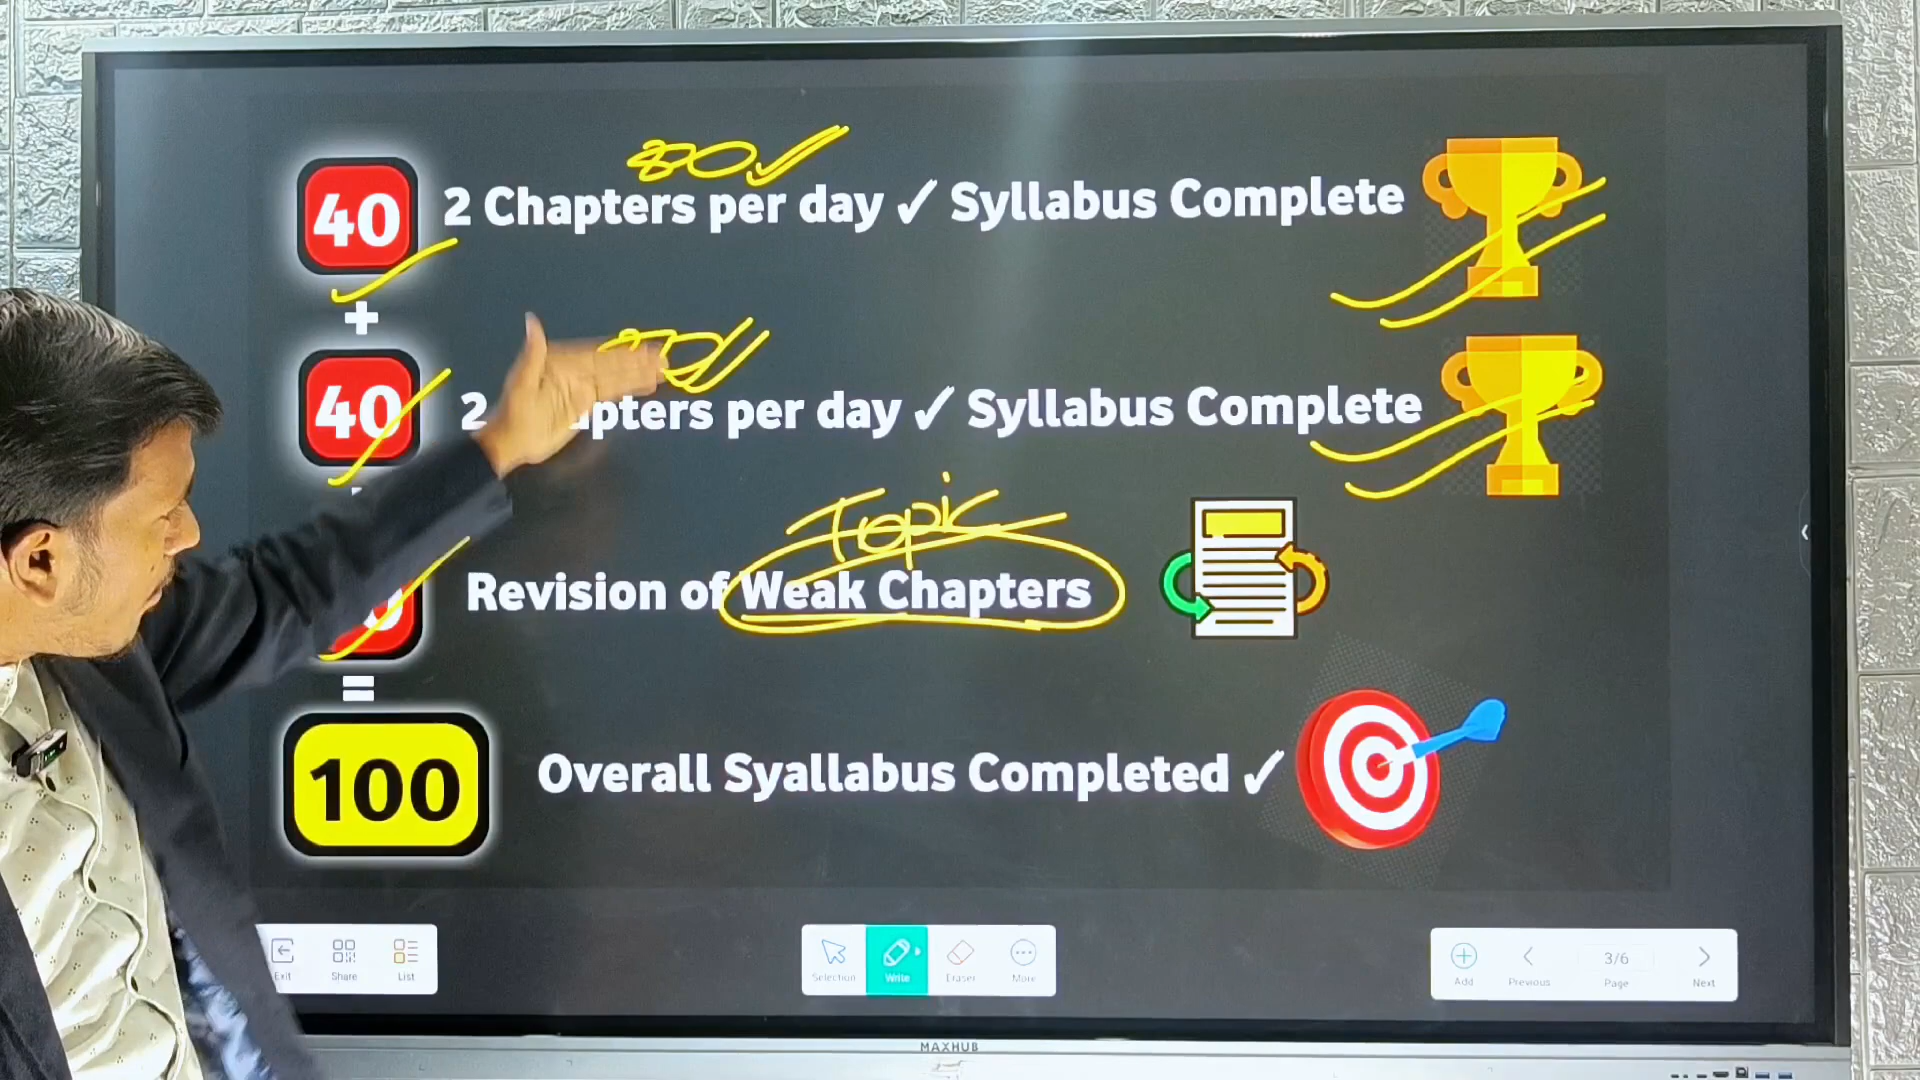 80
40 2 Chapters per day ✓ Syllabus Complete
+
40 2 apters per day ✓ Syllabus Complete
Topic
Revision of Weak Chapters
=
100 Overall Syallabus Completed ✓
Exit Share List
Selection Write Eraser More
Add Previous 3/6 Page Next
MAXHUB